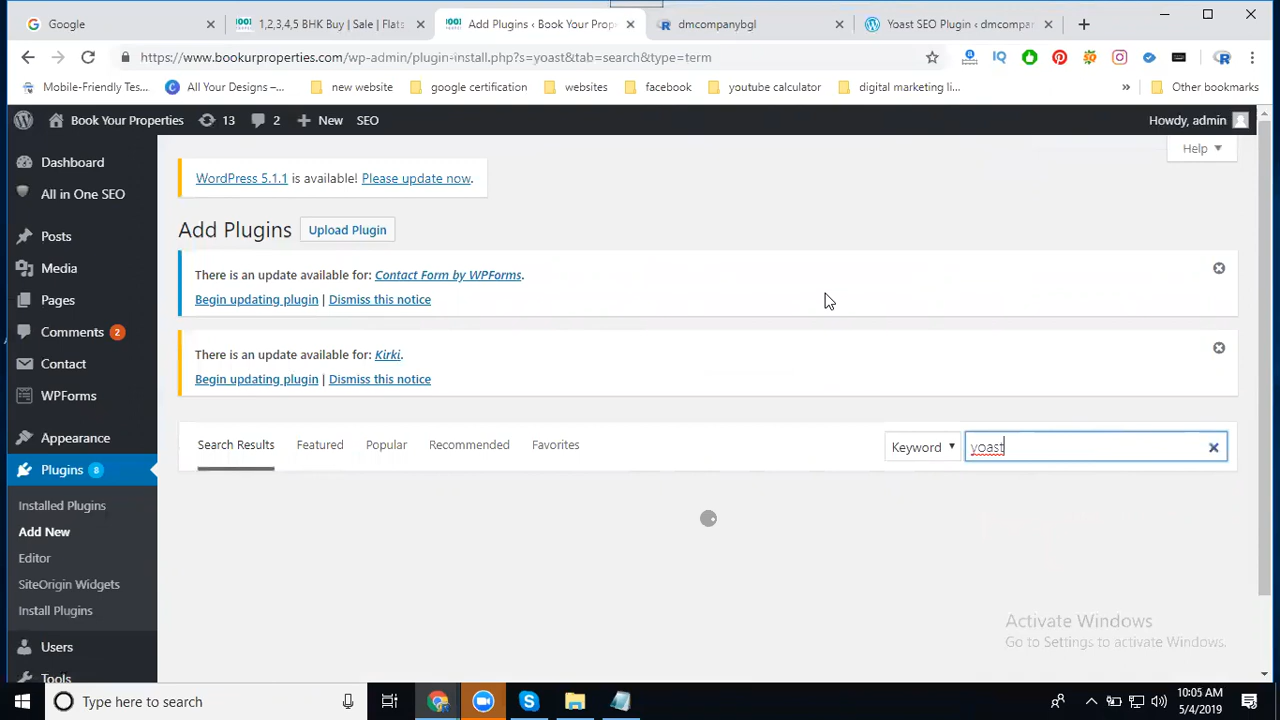 Google
1,2,3,4,5 BHK Buy | Sale | Flats
Add Plugins ‹ Book Your Prope
dmcompanybgl
Yoast SEO Plugin ‹ dmcompan
https://www.bookurproperties.com/wp-admin/plugin-install.php?s=yoast&tab=search&type=term
Mobile-Friendly Tes...
All Your Designs –...
new website
google certification
websites
facebook
youtube calculator
digital marketing li...
Other bookmarks
Book Your Properties
13
2
New
SEO
Howdy, admin
Dashboard
All in One SEO
Posts
Media
Pages
Comments 2
Contact
WPForms
Appearance
Plugins 8
Installed Plugins
Add New
Editor
SiteOrigin Widgets
Install Plugins
Users
Tools
Help
WordPress 5.1.1 is available! Please update now.
Add Plugins
Upload Plugin
There is an update available for: Contact Form by WPForms.
Begin updating plugin | Dismiss this notice
There is an update available for: Kirki.
Begin updating plugin | Dismiss this notice
Search Results
Featured
Popular
Recommended
Favorites
Keyword
yoast
Activate Windows
Go to Settings to activate Windows.
Type here to search
10:05 AM
5/4/2019